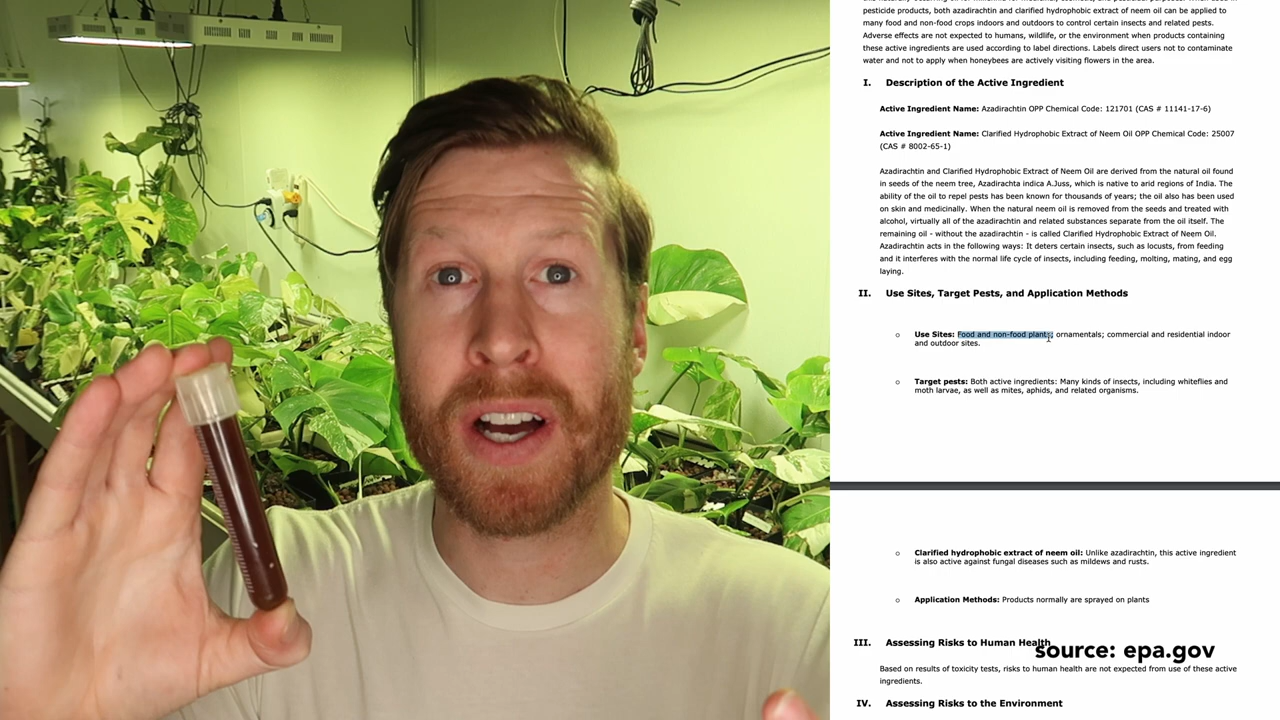 pesticide products, both azadirachtin and clarified hydrophobic extract of neem oil can be applied to
many food and non-food crops indoors and outdoors to control certain insects and related pests.
Adverse effects are not expected to humans, wildlife, or the environment when products containing
these active ingredients are used according to label directions. Labels direct users not to contaminate
water and not to apply when honeybees are actively visiting flowers in the area.
I. Description of the Active Ingredient
Active Ingredient Name: Azadirachtin OPP Chemical Code: 121701 (CAS # 11141-17-6)
Active Ingredient Name: Clarified Hydrophobic Extract of Neem Oil OPP Chemical Code: 25007
(CAS # 8002-65-1)
Azadirachtin and Clarified Hydrophobic Extract of Neem Oil are derived from the natural oil found
in seeds of the neem tree, Azadirachta indica A.Juss, which is native to arid regions of India. The
ability of the oil to repel pests has been known for thousands of years; the oil also has been used
on skin and medicinally. When the natural neem oil is removed from the seeds and treated with
alcohol, virtually all of the azadirachtin and related substances separate from the oil itself. The
remaining oil - without the azadirachtin - is called Clarified Hydrophobic Extract of Neem Oil.
Azadirachtin acts in the following ways: It deters certain insects, such as locusts, from feeding
and it interferes with the normal life cycle of insects, including feeding, molting, mating, and egg
laying.
II. Use Sites, Target Pests, and Application Methods
o Use Sites: Food and non-food plants; ornamentals; commercial and residential indoor
and outdoor sites.
o Target pests: Both active ingredients: Many kinds of insects, including whiteflies and
moth larvae, as well as mites, aphids, and related organisms.
o Clarified hydrophobic extract of neem oil: Unlike azadirachtin, this active ingredient
is also active against fungal diseases such as mildews and rusts.
o Application Methods: Products normally are sprayed on plants
III. Assessing Risks to Human Health
source: epa.gov
Based on results of toxicity tests, risks to human health are not expected from use of these active
ingredients.
IV. Assessing Risks to the Environment